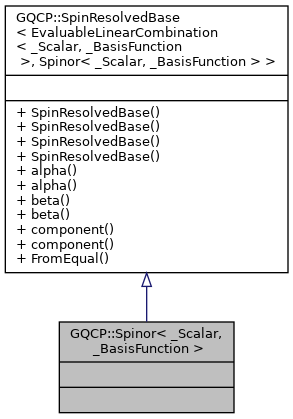 GQCP::SpinResolvedBase
< EvaluableLinearCombination
< _Scalar, _BasisFunction
>, Spinor< _Scalar, _BasisFunction > >
+ SpinResolvedBase()
+ SpinResolvedBase()
+ SpinResolvedBase()
+ SpinResolvedBase()
+ alpha()
+ alpha()
+ beta()
+ beta()
+ component()
+ component()
+ FromEqual()
GQCP::Spinor< _Scalar,
_BasisFunction >